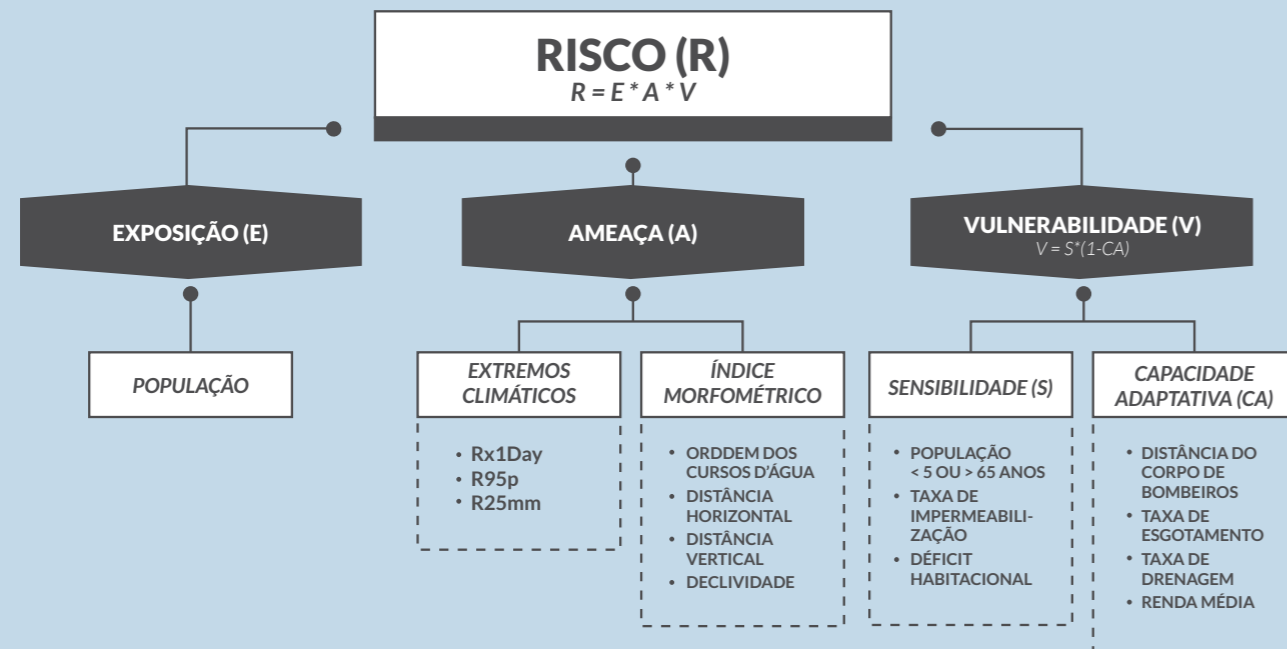 RISCO (R)
R = E * A * V
EXPOSIÇÃO (E)
POPULAÇÃO
AMEAÇA (A)
EXTREMOS
CLIMÁTICOS
• Rx1Day
• R95p
• R25mm
ÍNDICE
MORFOMÉTRICO
• ORDDEM DOS
CURSOS D'ÁGUA
• DISTÂNCIA
HORIZONTAL
• DISTÂNCIA
VERTICAL
• DECLIVIDADE
VULNERABILIDADE (V)
V = S*(1-CA)
SENSIBILIDADE (S)
• POPULAÇÃO
< 5 OU > 65 ANOS
• TAXA DE
IMPERMEABILI-
ZAÇÃO
• DÉFICIT
HABITACIONAL
CAPACIDADE
ADAPTATIVA (CA)
• DISTÂNCIA DO
CORPO DE
BOMBEIROS
• TAXA DE
ESGOTAMENTO
• TAXA DE
DRENAGEM
• RENDA MÉDIA